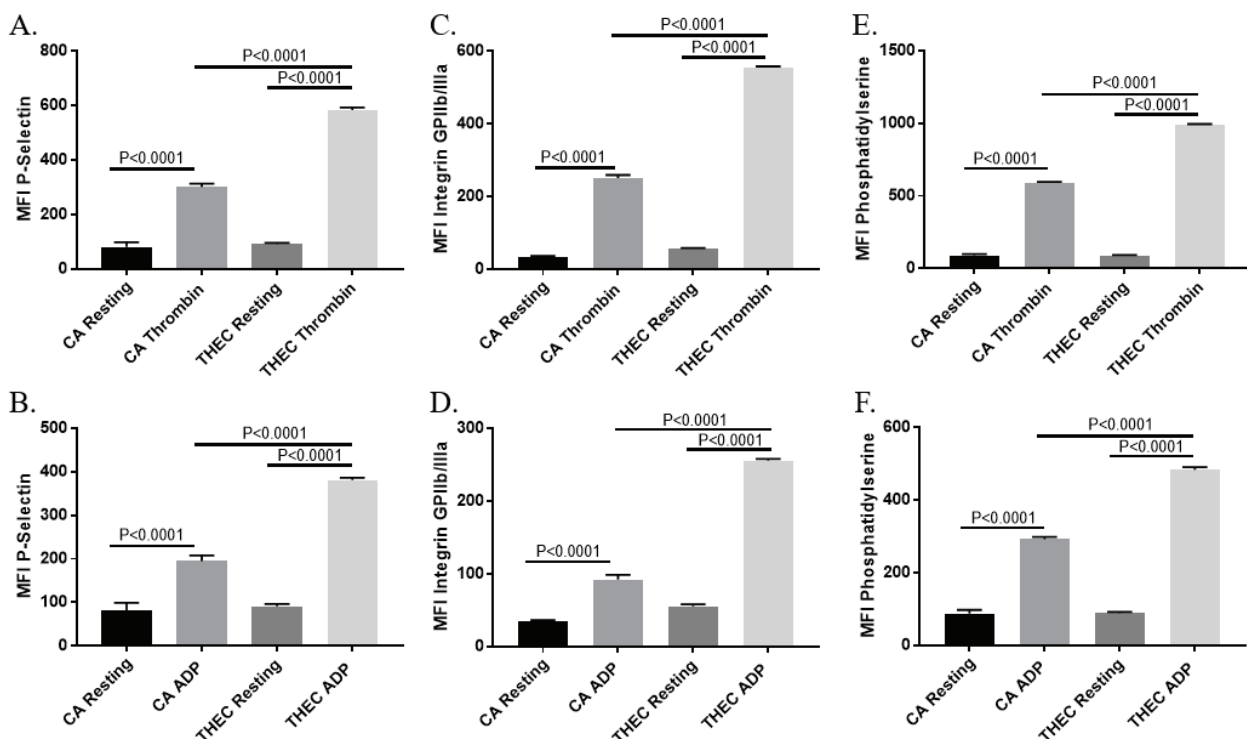 A.
P<0.0001
P<0.0001
P<0.0001
MFI P-Selectin
800
600
400
200
0
CA Resting
CA Thrombin
THEC Resting
THEC Thrombin
C.
P<0.0001
P<0.0001
P<0.0001
MFI Integrin GPIIb/IIIa
600
400
200
0
CA Resting
CA Thrombin
THEC Resting
THEC Thrombin
E.
P<0.0001
P<0.0001
P<0.0001
MFI Phosphatidylserine
1500
1000
500
0
CA Resting
CA Thrombin
THEC Resting
THEC Thrombin
B.
P<0.0001
P<0.0001
P<0.0001
MFI P-Selectin
500
400
300
200
100
0
CA Resting
CA ADP
THEC Resting
THEC ADP
D.
P<0.0001
P<0.0001
P<0.0001
MFI Integrin GPIIb/IIIa
300
200
100
0
CA Resting
CA ADP
THEC Resting
THEC ADP
F.
P<0.0001
P<0.0001
P<0.0001
MFI Phosphatidylserine
600
400
200
0
CA Resting
CA ADP
THEC Resting
THEC ADP